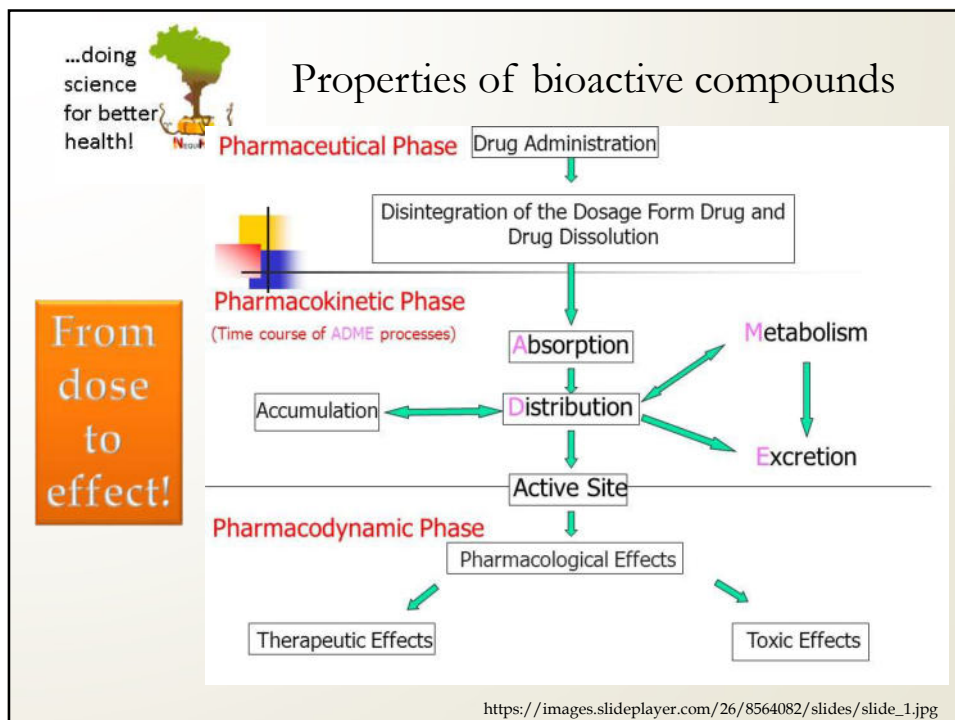 ...doing
science
for better
health!
Properties of bioactive compounds
Pharmaceutical Phase
Drug Administration
Disintegration of the Dosage Form Drug and
Drug Dissolution
Pharmacokinetic Phase
(Time course of ADME processes)
From
dose
to
effect!
Absorption
Metabolism
Accumulation
Distribution
Excretion
Active Site
Pharmacodynamic Phase
Pharmacological Effects
Therapeutic Effects
Toxic Effects
https://images.slideplayer.com/26/8564082/slides/slide_1.jpg